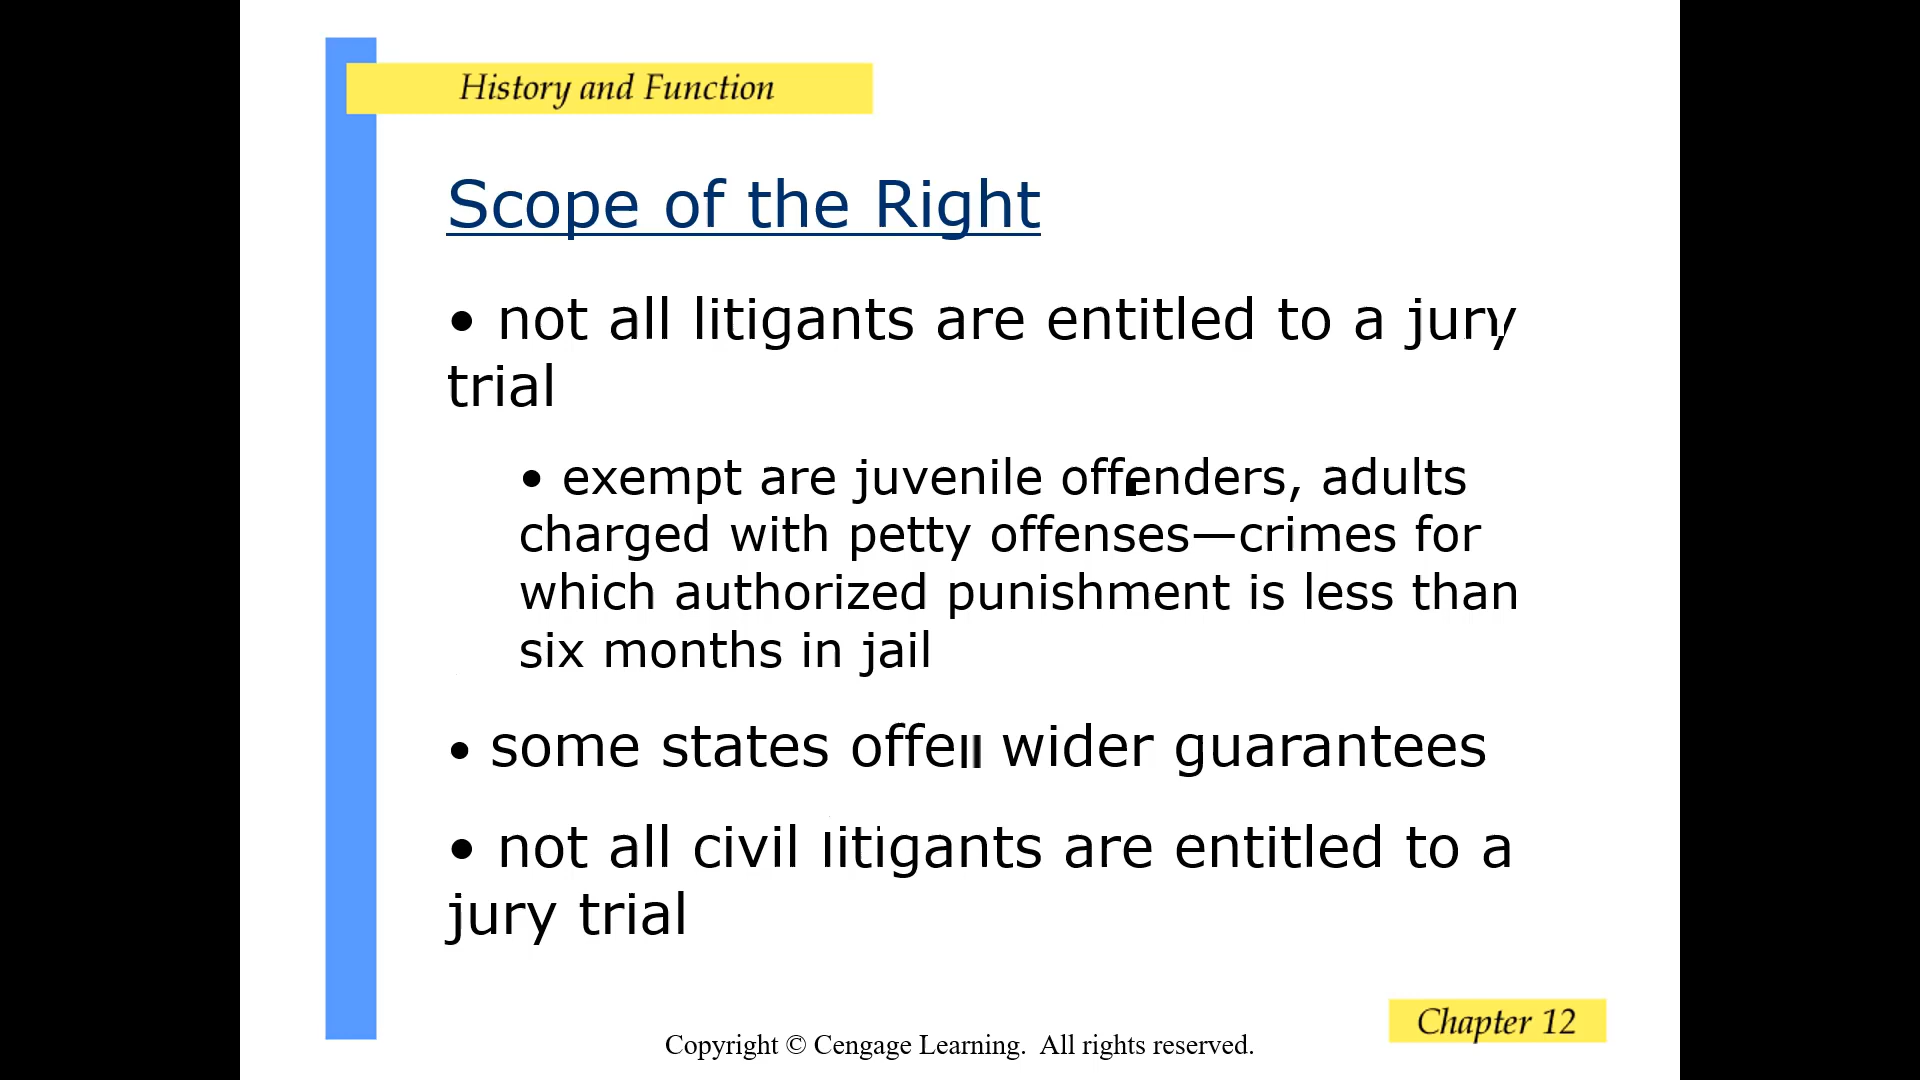 History and Function
Scope of the Right
• not all litigants are entitled to a jury
trial
• exempt are juvenile offenders, adults
charged with petty offenses—crimes for
which authorized punishment is less than
six months in jail
• some states offer wider guarantees
• not all civil litigants are entitled to a
jury trial
Chapter 12
Copyright © Cengage Learning. All rights reserved.